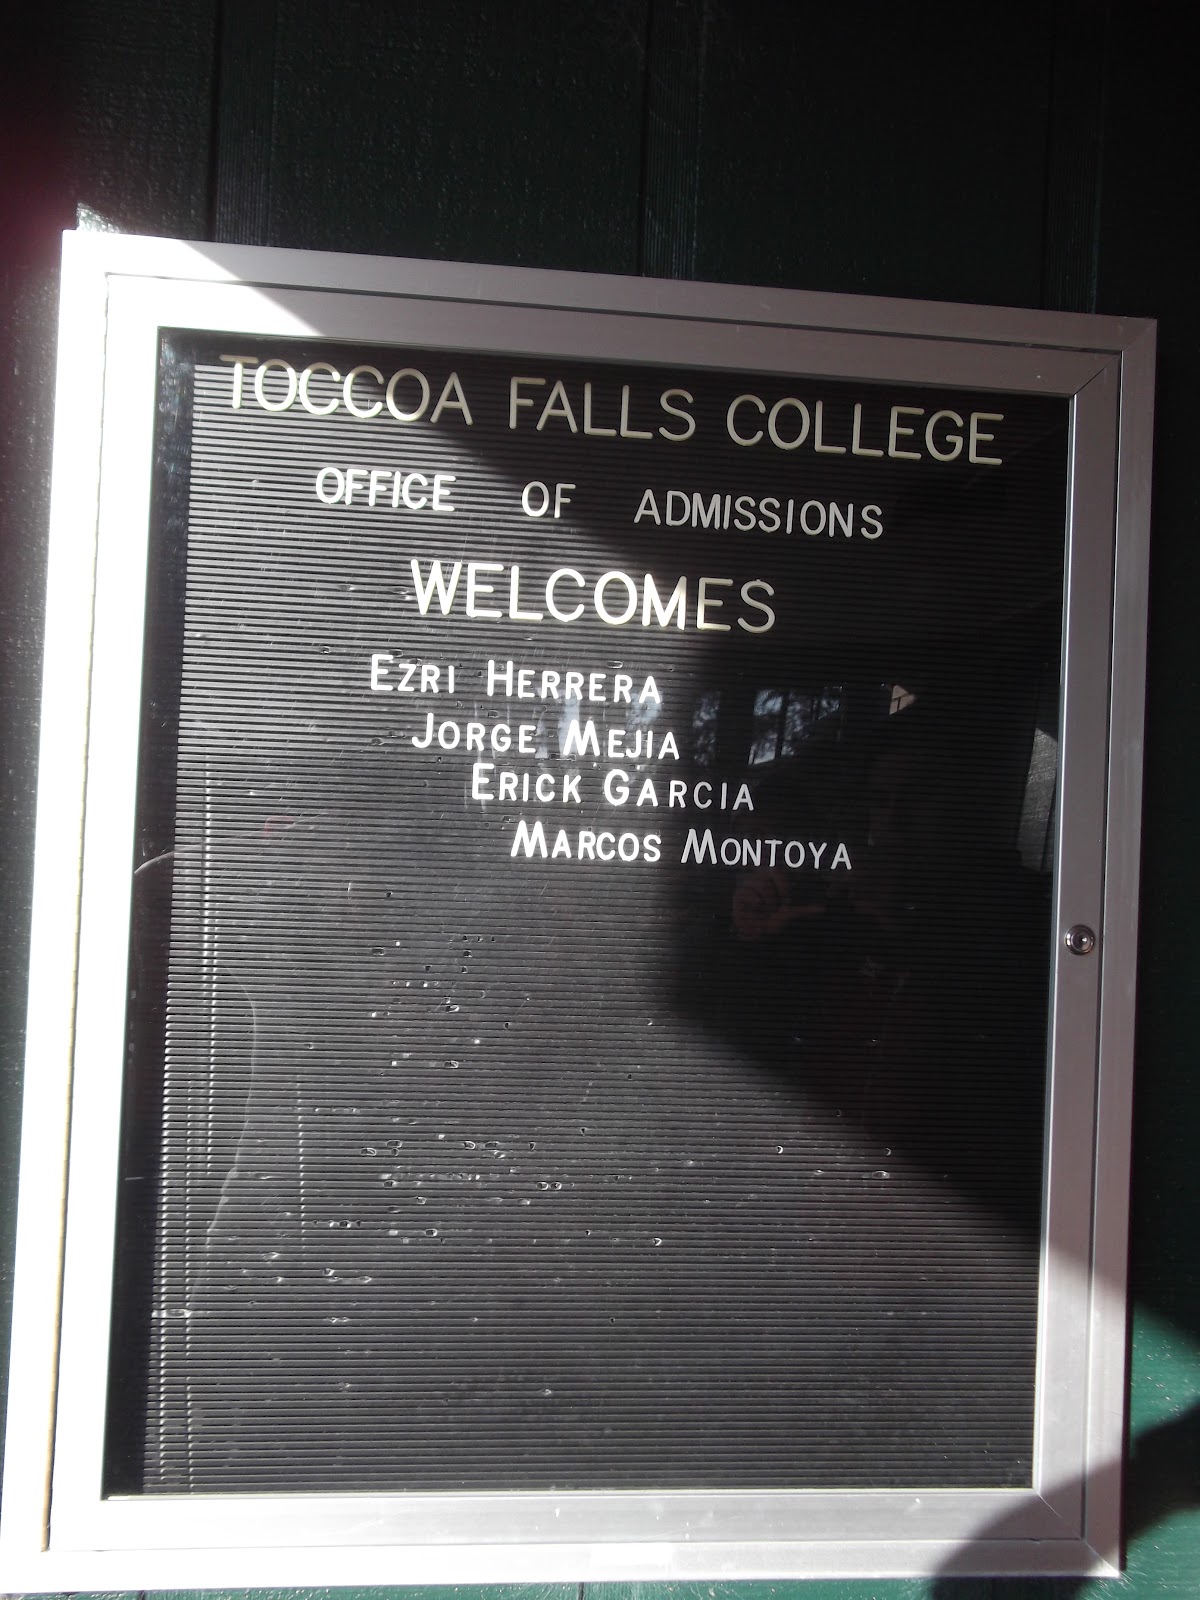 TOCCOA FALLS COLLEGE
OFFICE OF ADMISSIONS
WELCOMES
EZRI HERRERA
JORGE MEJIA
ERICK GARCIA
MARCOS MONTOYA